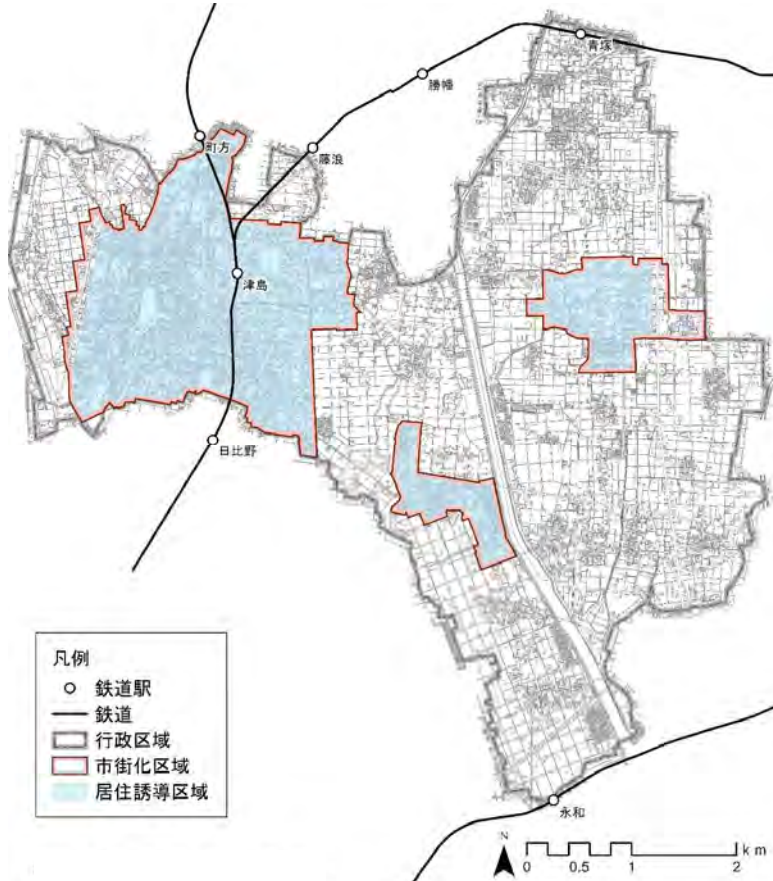 青塚
勝幡
町方
藤浪
津島
日比野
凡例
鉄道駅
鉄道
行政区域
市街化区域
居住誘導区域
永和
N
km
0 0.5 1 2